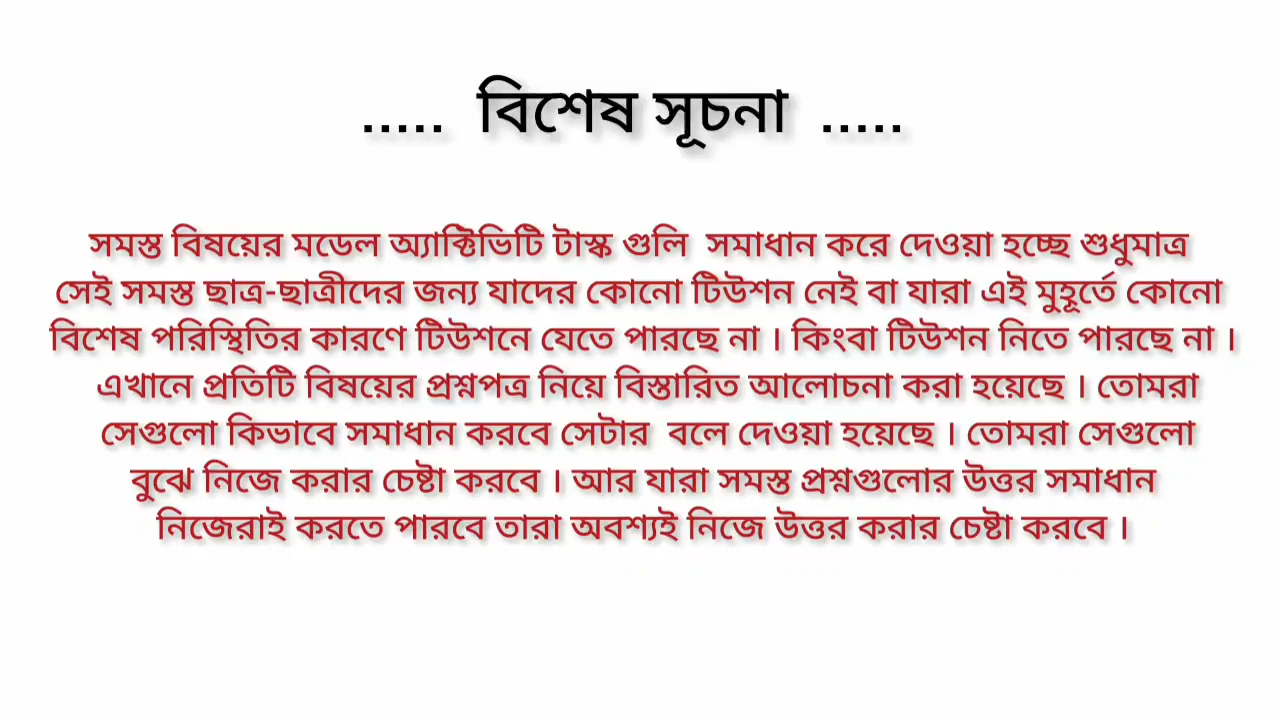 ..... বিশেষ সূচনা .....
সমস্ত বিষয়ের মডেল অ্যাক্টিভিটি টাস্ক গুলি সমাধান করে দেওয়া হচ্ছে শুধুমাত্র
সেই সমস্ত ছাত্র-ছাত্রীদের জন্য যাদের কোনো টিউশন নেই বা যারা এই মুহূর্তে কোনো
বিশেষ পরিস্থিতির কারণে টিউশনে যেতে পারছে না । কিংবা টিউশন নিতে পারছে না ।
এখানে প্রতিটি বিষয়ের প্রশ্নপত্র নিয়ে বিস্তারিত আলোচনা করা হয়েছে । তোমরা
সেগুলো কিভাবে সমাধান করবে সেটার বলে দেওয়া হয়েছে । তোমরা সেগুলো
বুঝে নিজে করার চেষ্টা করবে । আর যারা সমস্ত প্রশ্নগুলোর উত্তর সমাধান
নিজেরাই করতে পারবে তারা অবশ্যই নিজে উত্তর করার চেষ্টা করবে ।